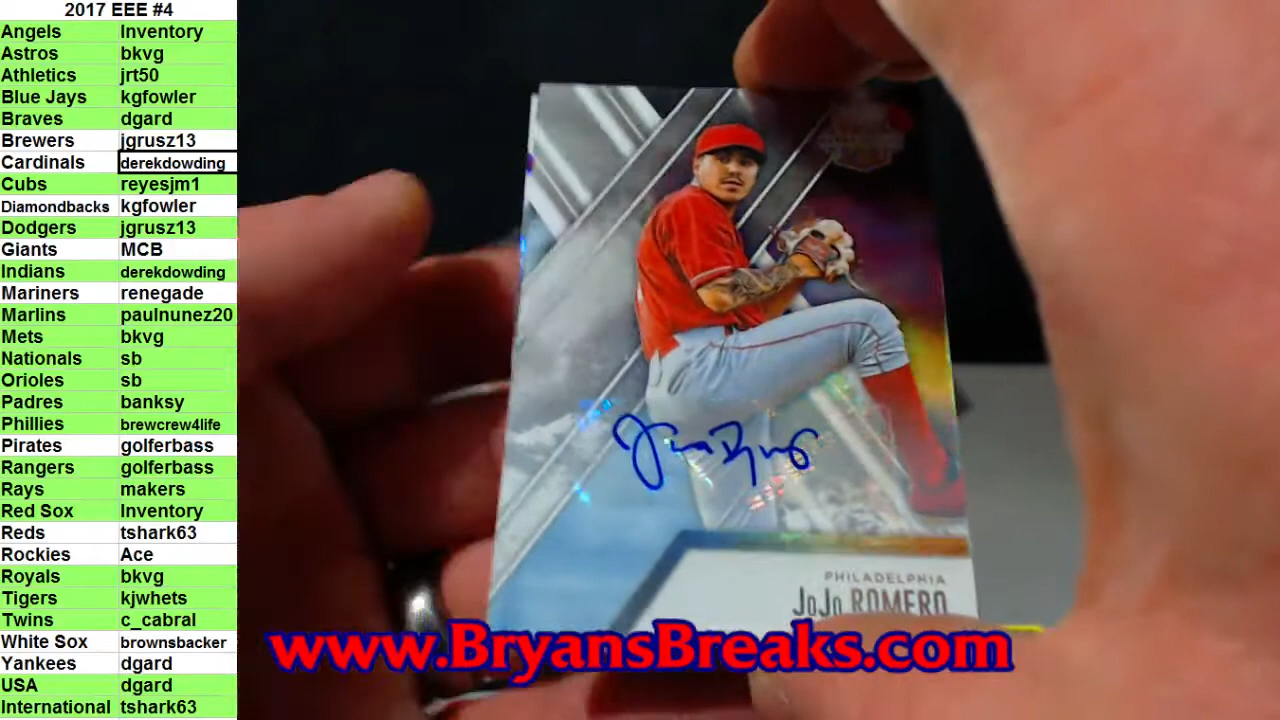 2017 EEE #4
Angels Inventory
Astros bkvg
Athletics jrt50
Blue Jays kgfowler
Braves dgard
Brewers jgrusz13
Cardinals derekdowding
Cubs reyesjm1
Diamondbacks kgfowler
Dodgers jgrusz13
Giants MCB
Indians derekdowding
Mariners renegade
Marlins paulnunez20
Mets bkvg
Nationals sb
Orioles sb
Padres banksy
Phillies brewcrew4life
Pirates golferbass
Rangers golferbass
Rays makers
Red Sox Inventory
Reds tshark63
Rockies Ace
Royals bkvg
Tigers kjwhets
Twins c_cabral
White Sox brownsbacker
Yankees dgard
USA dgard
International tshark63
PHILADELPHIA
JoJo ROMERO
www.BryansBreaks.com